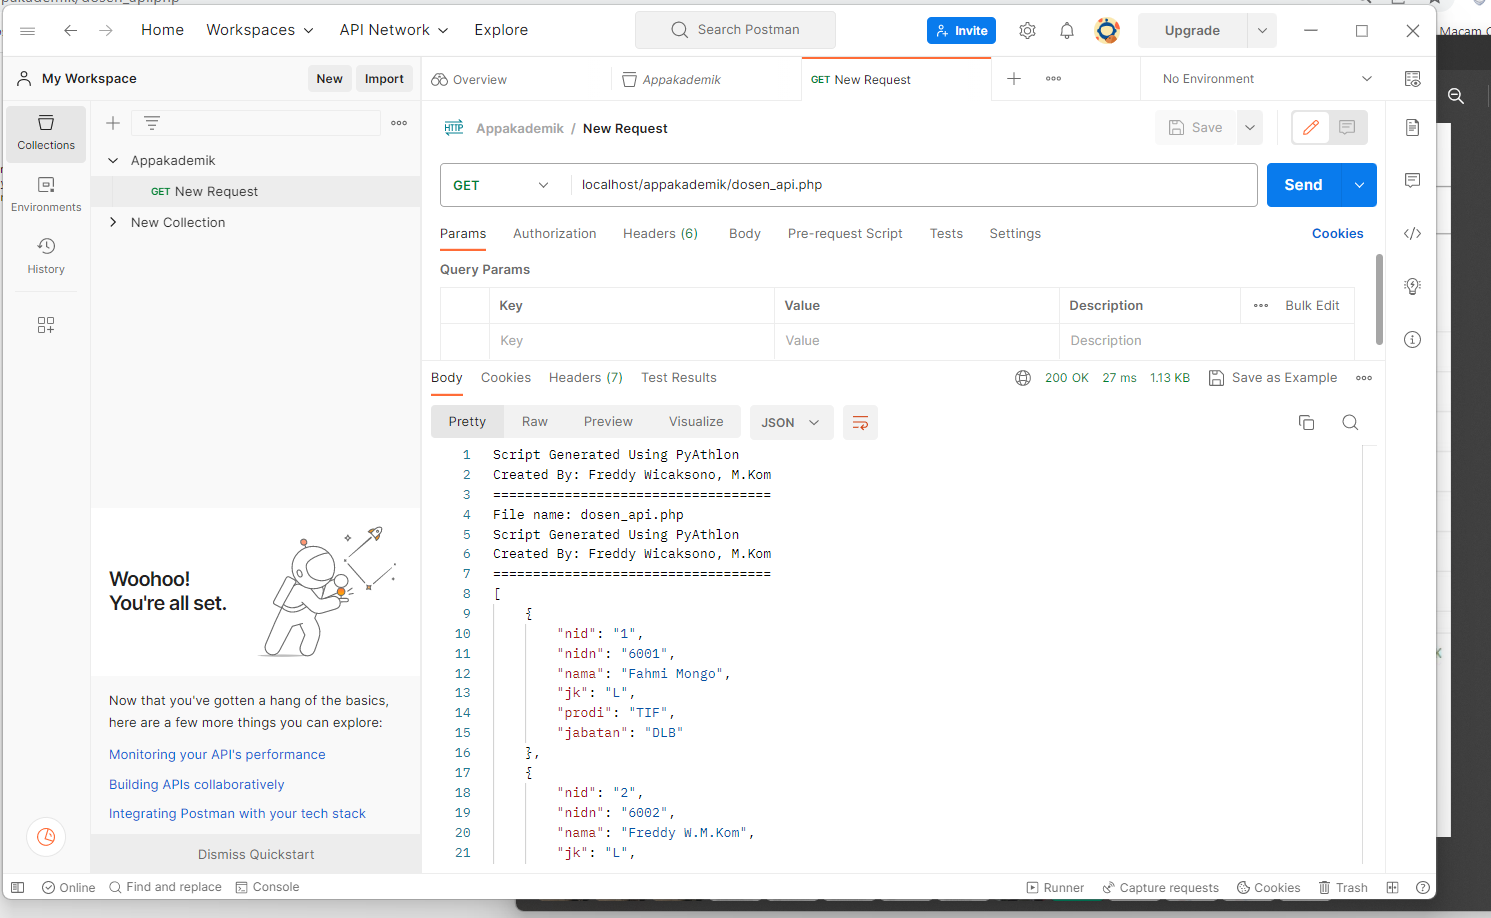 Home
Workspaces
API Network
Explore
Search Postman
Invite
Upgrade
Macam
My Workspace
New
Import
Overview
Appakademik
GET New Request
No Environment
Collections
Environments
History
Appakademik
GET New Request
New Collection
HTTP
Appakademik / New Request
Save
GET
localhost/appakademik/dosen_api.php
Send
Params
Authorization
Headers (6)
Body
Pre-request Script
Tests
Settings
Cookies
Query Params
Key
Value
Description
Bulk Edit
Key
Value
Description
Body
Cookies
Headers (7)
Test Results
200 OK
27 ms
1.13 KB
Save as Example
Pretty
Raw
Preview
Visualize
JSON
1 Script Generated Using PyAthlon
2 Created By: Freddy Wicaksono, M.Kom
3 ===================================
4 File name: dosen_api.php
5 Script Generated Using PyAthlon
6 Created By: Freddy Wicaksono, M.Kom
7 ===================================
8 [
9 {
10 "nid": "1",
11 "nidn": "6001",
12 "nama": "Fahmi Mongo",
13 "jk": "L",
14 "prodi": "TIF",
15 "jabatan": "DLB"
16 },
17 {
18 "nid": "2",
19 "nidn": "6002",
20 "nama": "Freddy W.M.Kom",
21 "jk": "L",
Woohoo!
You're all set.
Now that you've gotten a hang of the basics,
here are a few more things you can explore:
Monitoring your API's performance
Building APIs collaboratively
Integrating Postman with your tech stack
Dismiss Quickstart
Online
Find and replace
Console
Runner
Capture requests
Cookies
Trash